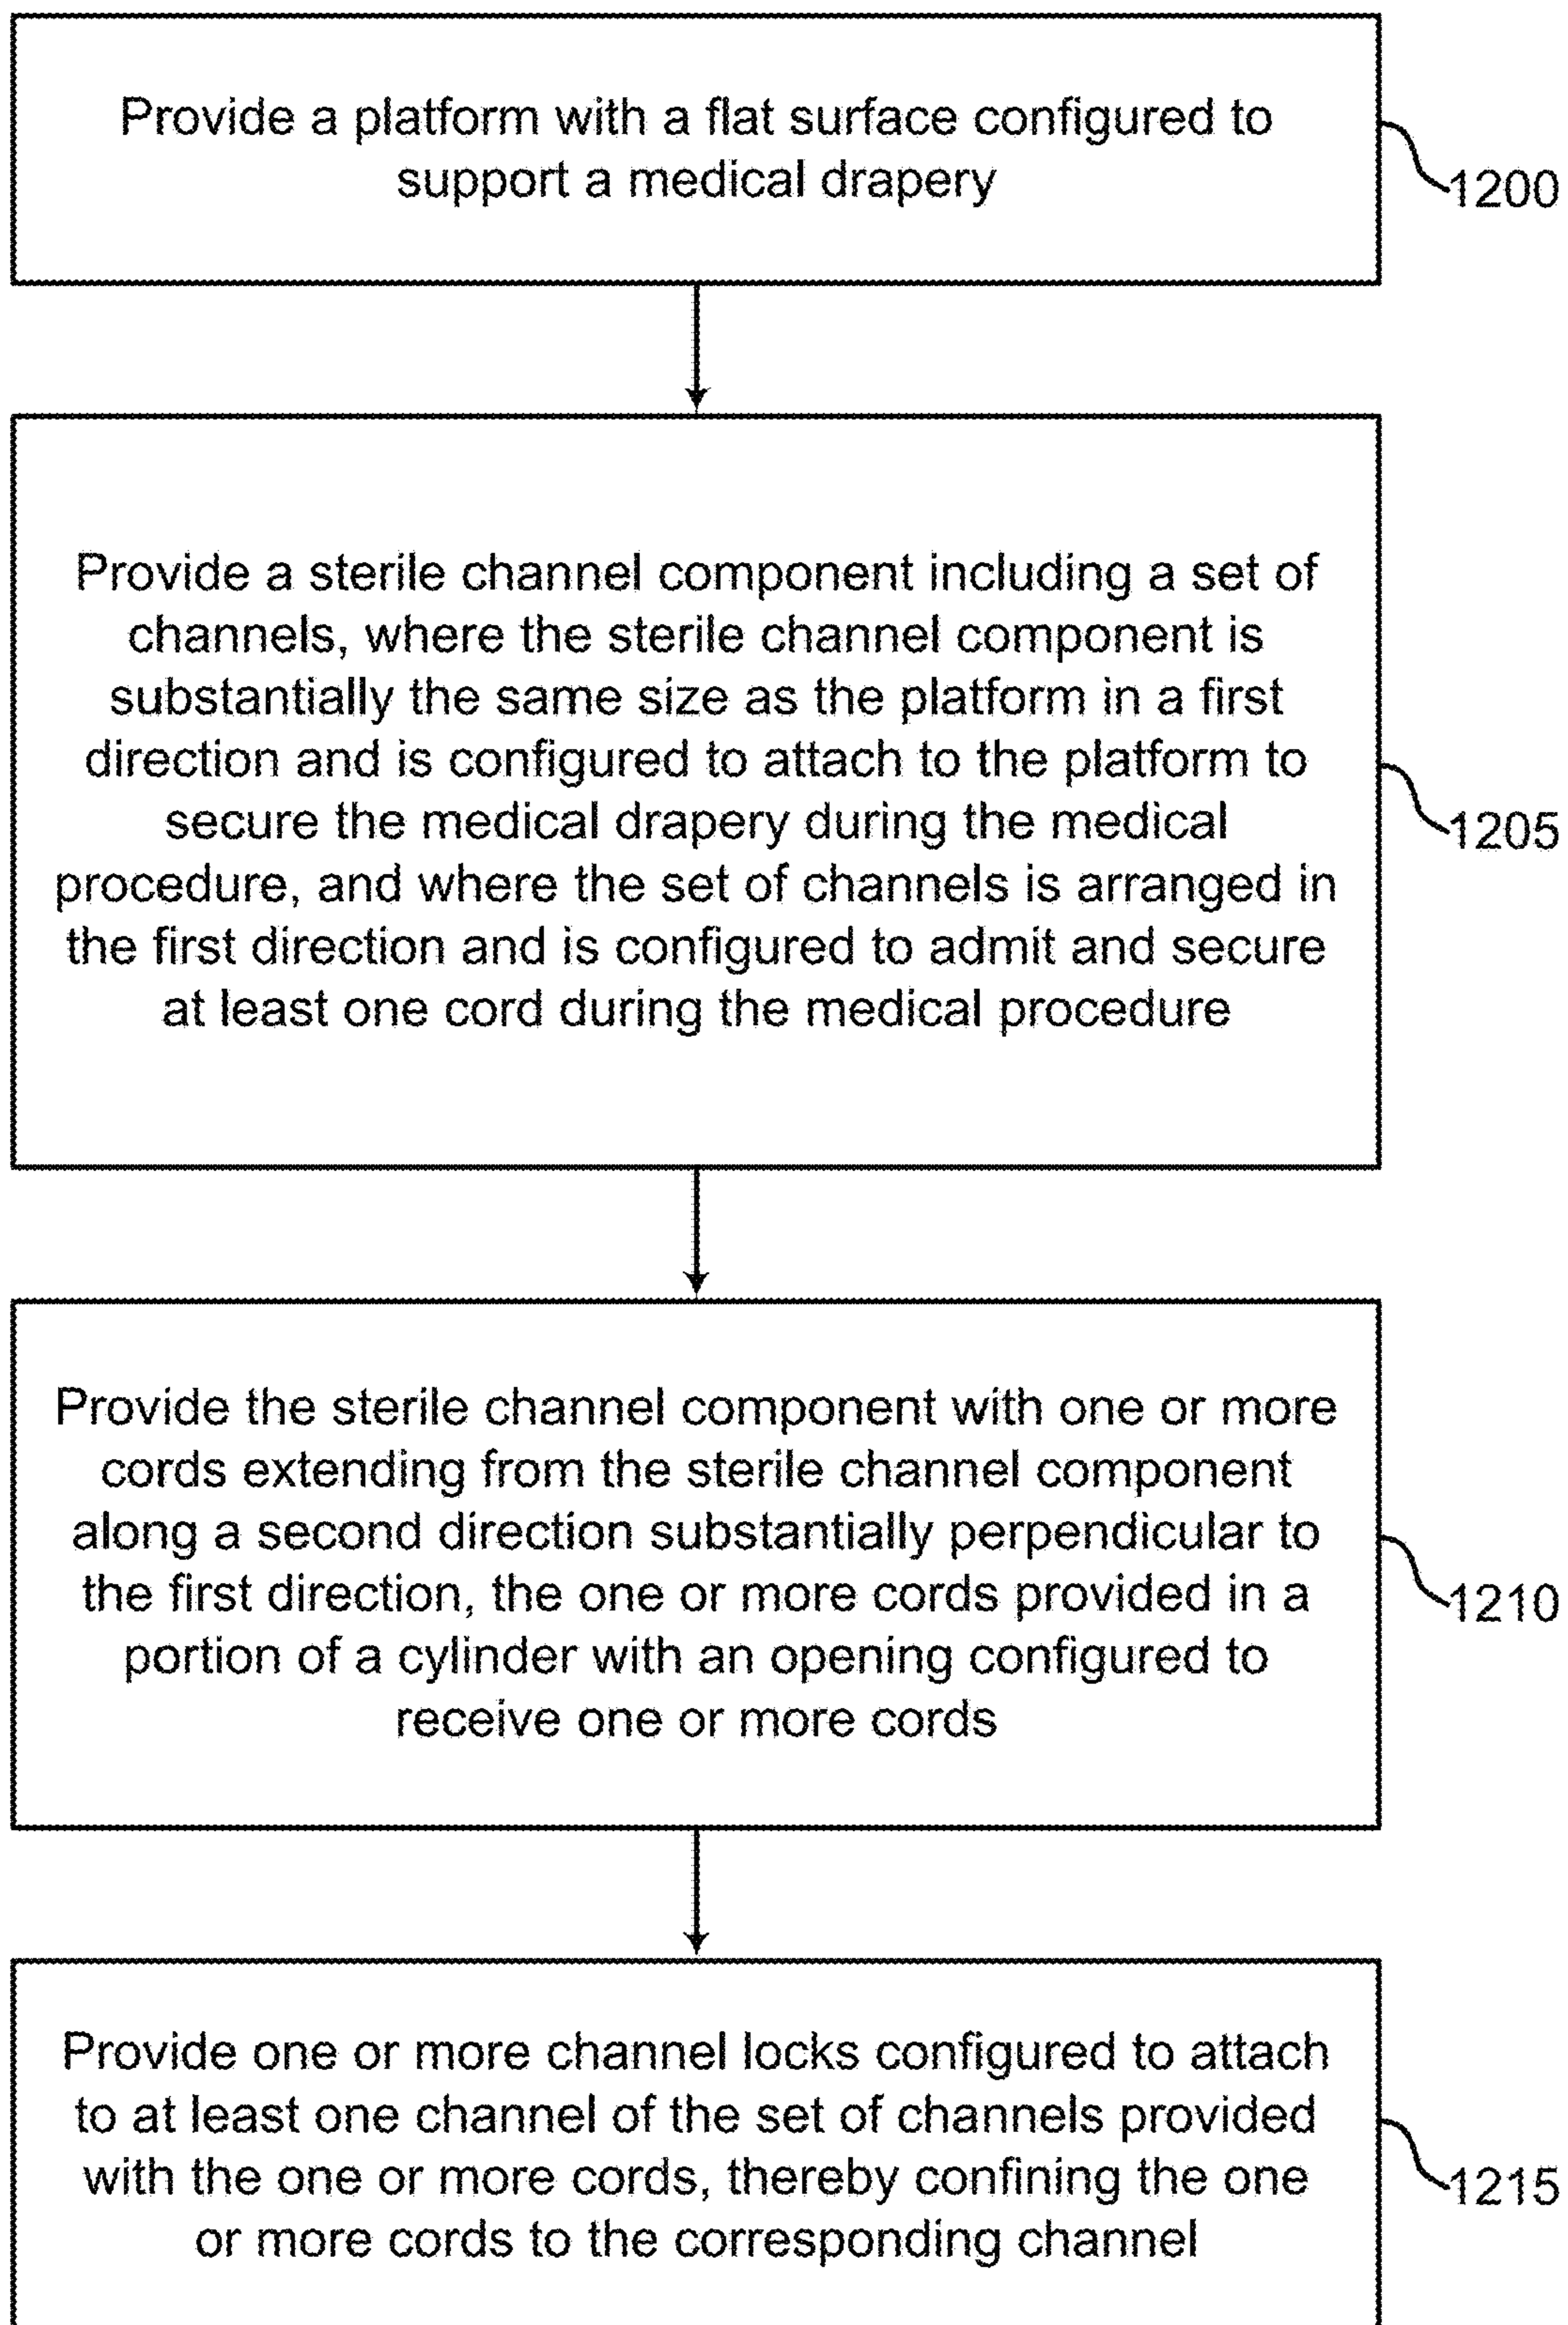 Provide a platform with a flat surface configured to
support a medical drapery
1200
Provide a sterile channel component including a set of
channels, where the sterile channel component is
substantially the same size as the platform in a first
direction and is configured to attach to the platform to
secure the medical drapery during the medical
procedure, and where the set of channels is arranged in
the first direction and is configured to admit and secure
at least one cord during the medical procedure
1205
Provide the sterile channel component with one or more
cords extending from the sterile channel component
along a second direction substantially perpendicular to
the first direction, the one or more cords provided in a
portion of a cylinder with an opening configured to
receive one or more cords
1210
Provide one or more channel locks configured to attach
to at least one channel of the set of channels provided
with the one or more cords, thereby confining the one
or more cords to the corresponding channel
1215